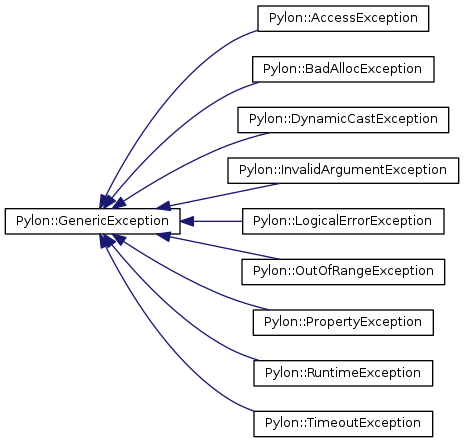 Pylon::AccessException
Pylon::BadAllocException
Pylon::DynamicCastException
Pylon::InvalidArgumentException
Pylon::GenericException
Pylon::LogicalErrorException
Pylon::OutOfRangeException
Pylon::PropertyException
Pylon::RuntimeException
Pylon::TimeoutException